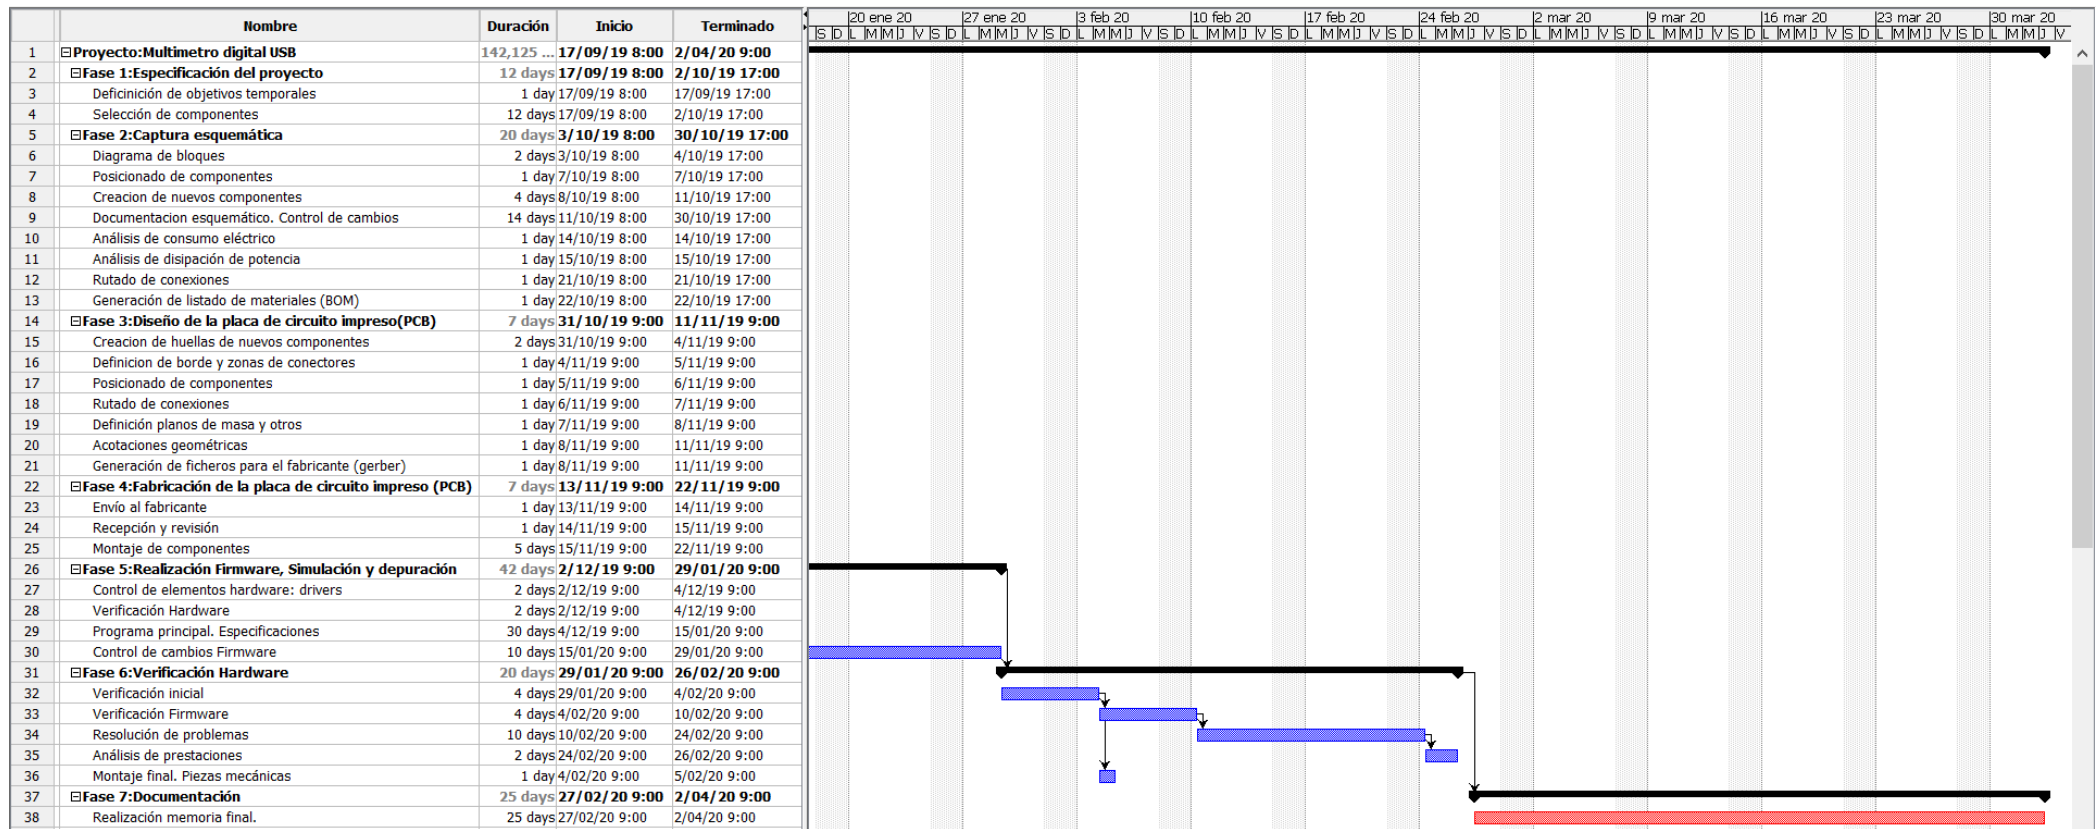 Nombre Duración Inicio Terminado
20 ene 20 27 ene 20 3 feb 20 10 feb 20 17 feb 20 24 feb 20 2 mar 20 9 mar 20 16 mar 20 23 mar 20 30 mar 20
S D L M M J V S D L M M J V S D L M M J V S D L M M J V S D L M M J V S D L M M J V S D L M M J V S D L M M J V S D L M M J V S D L M M J V S D L M M J V
1 Proyecto:Multimetro digital USB 142,125 ... 17/09/19 8:00 2/04/20 9:00
2 Fase 1:Especificación del proyecto 12 days 17/09/19 8:00 2/10/19 17:00
3 Deficinición de objetivos temporales 1 day 17/09/19 8:00 17/09/19 17:00
4 Selección de componentes 12 days 17/09/19 8:00 2/10/19 17:00
5 Fase 2:Captura esquemática 20 days 3/10/19 8:00 30/10/19 17:00
6 Diagrama de bloques 2 days 3/10/19 8:00 4/10/19 17:00
7 Posicionado de componentes 1 day 7/10/19 8:00 7/10/19 17:00
8 Creacion de nuevos componentes 4 days 8/10/19 8:00 11/10/19 17:00
9 Documentacion esquemático. Control de cambios 14 days 11/10/19 8:00 30/10/19 17:00
10 Análisis de consumo eléctrico 1 day 14/10/19 8:00 14/10/19 17:00
11 Análisis de disipación de potencia 1 day 15/10/19 8:00 15/10/19 17:00
12 Rutado de conexiones 1 day 21/10/19 8:00 21/10/19 17:00
13 Generación de listado de materiales (BOM) 1 day 22/10/19 8:00 22/10/19 17:00
14 Fase 3:Diseño de la placa de circuito impreso(PCB) 7 days 31/10/19 9:00 11/11/19 9:00
15 Creacion de huellas de nuevos componentes 2 days 31/10/19 9:00 4/11/19 9:00
16 Definicion de borde y zonas de conectores 1 day 4/11/19 9:00 5/11/19 9:00
17 Posicionado de componentes 1 day 5/11/19 9:00 6/11/19 9:00
18 Rutado de conexiones 1 day 6/11/19 9:00 7/11/19 9:00
19 Definición planos de masa y otros 1 day 7/11/19 9:00 8/11/19 9:00
20 Acotaciones geométricas 1 day 8/11/19 9:00 11/11/19 9:00
21 Generación de ficheros para el fabricante (gerber) 1 day 8/11/19 9:00 11/11/19 9:00
22 Fase 4:Fabricación de la placa de circuito impreso (PCB) 7 days 13/11/19 9:00 22/11/19 9:00
23 Envío al fabricante 1 day 13/11/19 9:00 14/11/19 9:00
24 Recepción y revisión 1 day 14/11/19 9:00 15/11/19 9:00
25 Montaje de componentes 5 days 15/11/19 9:00 22/11/19 9:00
26 Fase 5:Realización Firmware, Simulación y depuración 42 days 2/12/19 9:00 29/01/20 9:00
27 Control de elementos hardware: drivers 2 days 2/12/19 9:00 4/12/19 9:00
28 Verificación Hardware 2 days 2/12/19 9:00 4/12/19 9:00
29 Programa principal. Especificaciones 30 days 4/12/19 9:00 15/01/20 9:00
30 Control de cambios Firmware 10 days 15/01/20 9:00 29/01/20 9:00
31 Fase 6:Verificación Hardware 20 days 29/01/20 9:00 26/02/20 9:00
32 Verificación inicial 4 days 29/01/20 9:00 4/02/20 9:00
33 Verificación Firmware 4 days 4/02/20 9:00 10/02/20 9:00
34 Resolución de problemas 10 days 10/02/20 9:00 24/02/20 9:00
35 Análisis de prestaciones 2 days 24/02/20 9:00 26/02/20 9:00
36 Montaje final. Piezas mecánicas 1 day 4/02/20 9:00 5/02/20 9:00
37 Fase 7:Documentación 25 days 27/02/20 9:00 2/04/20 9:00
38 Realización memoria final. 25 days 27/02/20 9:00 2/04/20 9:00